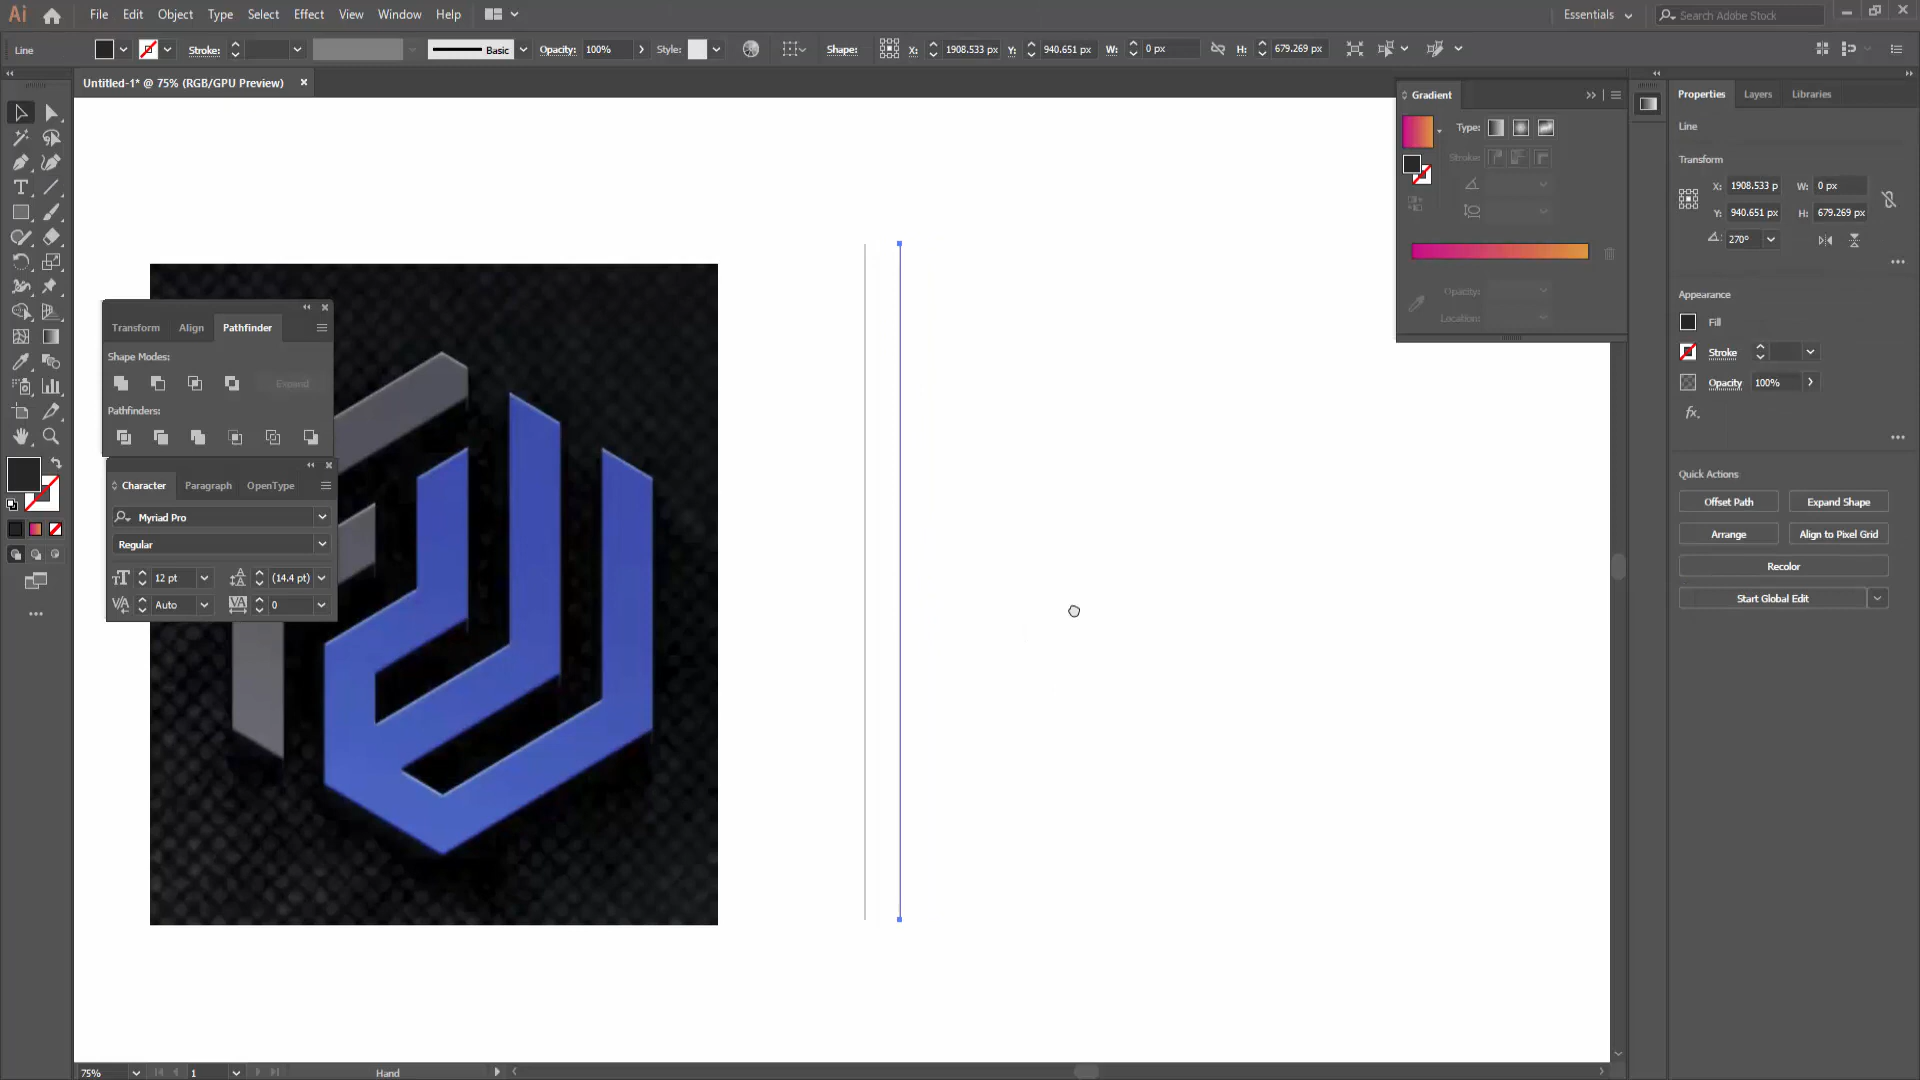 Ai File Edit Object Type Select Effect View Window Help Essentials Search Adobe Stock
Line Stroke: Basic Opacity: 100% Style: Shape: X: 1908.533 px Y: 940.651 px W: 0 px H: 679.269 px
Untitled-1* @ 75% (RGB/GPU Preview)
Gradient
Type:
Stroke:
Opacity:
Location:
Properties Layers Libraries
Line
Transform
X: 1908.533 p W: 0 px
Y: 940.651 px H: 679.269 px
270°
Appearance
Fill
Stroke
Opacity 100%
fx.
Quick Actions
Offset Path Expand Shape
Arrange Align to Pixel Grid
Recolor
Start Global Edit
Transform Align Pathfinder
Shape Modes:
Expand
Pathfinders:
Character Paragraph OpenType
Myriad Pro
Regular
12 pt (14.4 pt)
Auto 0
75% 1 Hand